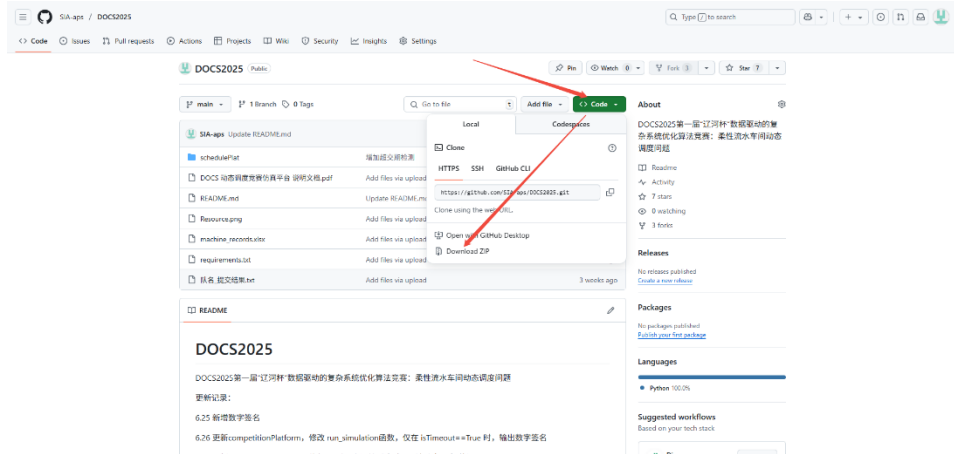 SIA-aps / DOCS2025
Type / to search
Code Issues Pull requests Actions Projects Wiki Security Insights Settings
DOCS2025 Public
Pin Watch 0 Fork 3 Star 7
main 1 Branch 0 Tags
Go to file t Add file Code
SIA-aps Update README.md
schedulePlat 增加超交期检测
DOCS 动态调度竞赛仿真平台 说明文档.pdf Add files via upload
README.md Update README.m
Resource.png Add files via upload
machine_records.xlsx Add files via upload
requirements.txt Add files via upload
队名_提交结果.txt Add files via upload 3 weeks ago
Local Codespaces
Clone
HTTPS SSH GitHub CLI
https://github.com/SIA-aps/DOCS2025.git
Clone using the web URL.
Open with GitHub Desktop
Download ZIP
README
DOCS2025
DOCS2025第一届“辽河杯”数据驱动的复杂系统优化算法竞赛：柔性流水车间动态调度问题
更新记录：
6.25 新增数字签名
6.26 更新competitionPlatform，修改 run_simulation函数，仅在 isTimeout==True 时，输出数字签名
About
DOCS2025第一届“辽河杯”数据驱动的复
杂系统优化算法竞赛：柔性流水车间动态
调度问题
Readme
Activity
7 stars
0 watching
3 forks
Releases
No releases published
Create a new release
Packages
No packages published
Publish your first package
Languages
Python 100.0%
Suggested workflows
Based on your tech stack